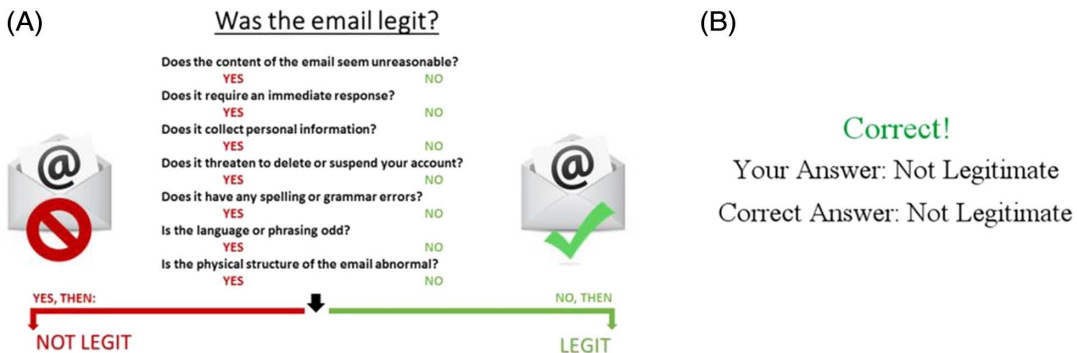 (A)
Was the email legit?
Does the content of the email seem unreasonable?
YES NO
Does it require an immediate response?
YES NO
Does it collect personal information?
YES NO
Does it threaten to delete or suspend your account?
YES NO
Does it have any spelling or grammar errors?
YES NO
Is the language or phrasing odd?
YES NO
Is the physical structure of the email abnormal?
YES NO
@
@
YES, THEN: NO, THEN
NOT LEGIT LEGIT
(B)
Correct!
Your Answer: Not Legitimate
Correct Answer: Not Legitimate